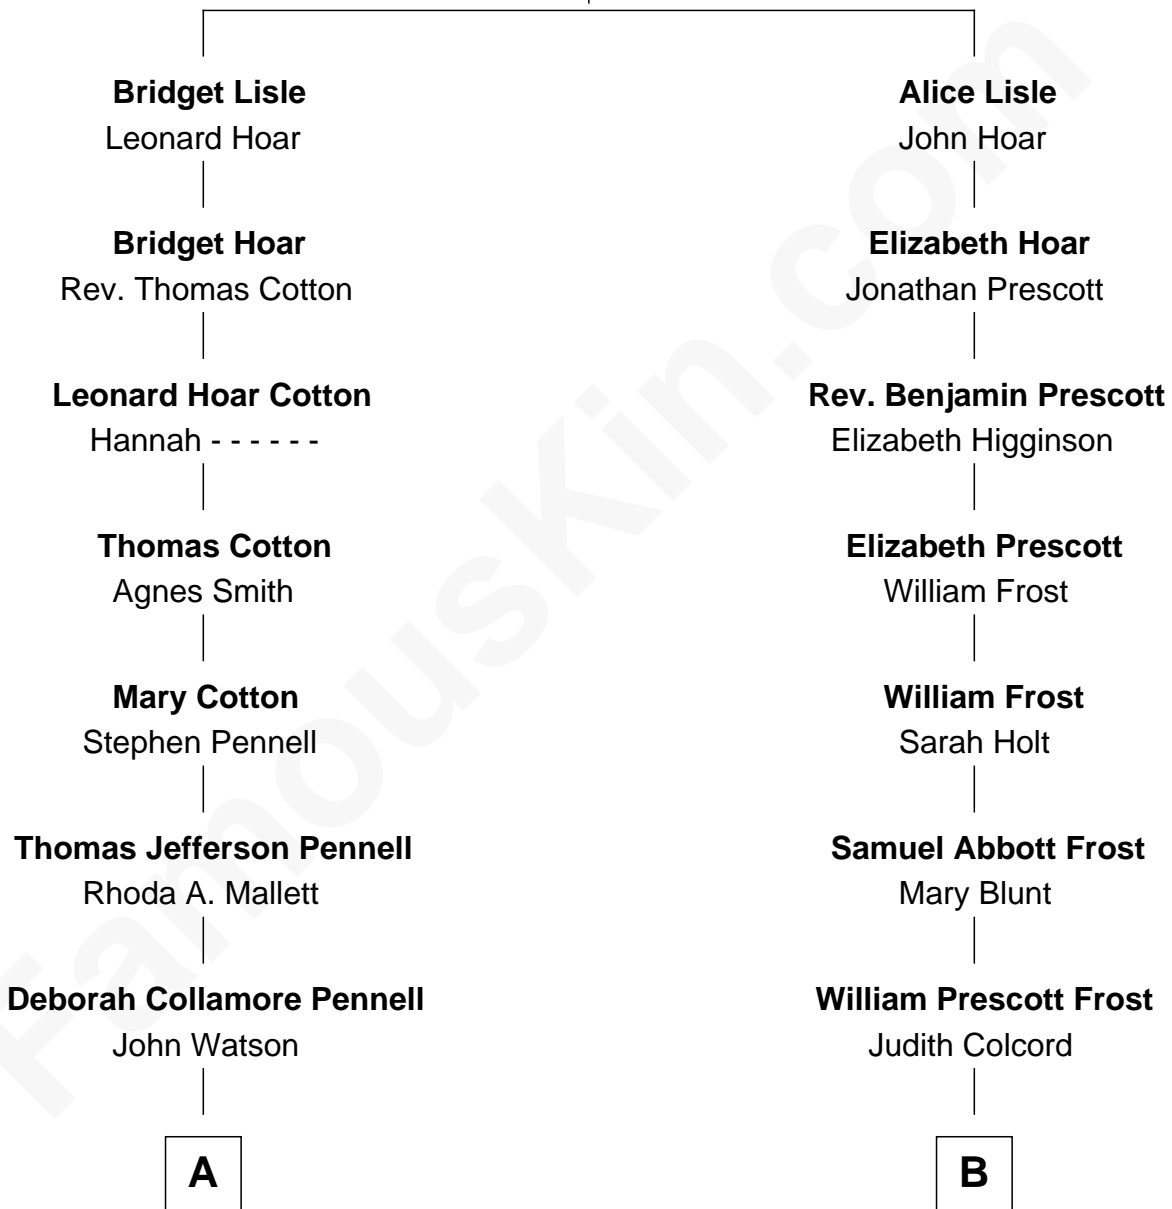 Bridget Lisle
Leonard Hoar
Bridget Hoar
Rev. Thomas Cotton
Leonard Hoar Cotton
Hannah - - - - - -
Thomas Cotton
Agnes Smith
Mary Cotton
Stephen Pennell
Thomas Jefferson Pennell
Rhoda A. Mallett
Deborah Collamore Pennell
John Watson
A
Alice Lisle
John Hoar
Elizabeth Hoar
Jonathan Prescott
Rev. Benjamin Prescott
Elizabeth Higginson
Elizabeth Prescott
William Frost
William Frost
Sarah Holt
Samuel Abbott Frost
Mary Blunt
William Prescott Frost
Judith Colcord
B
FamousKin.com